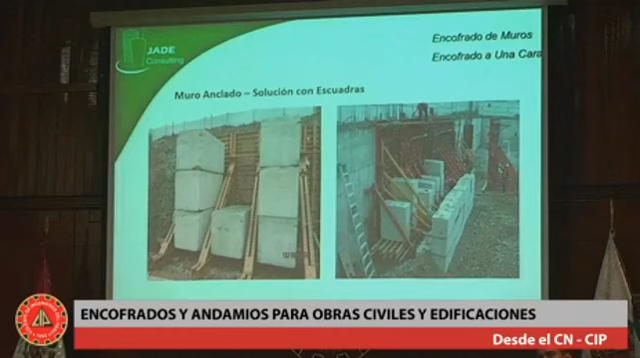 JADE
Consulting
Encofrado de Muros
Encofrado a Una Cara
Muro Anclado – Solución con Escuadras
ENCOFRADOS Y ANDAMIOS PARA OBRAS CIVILES Y EDIFICACIONES
Desde el CN - CIP